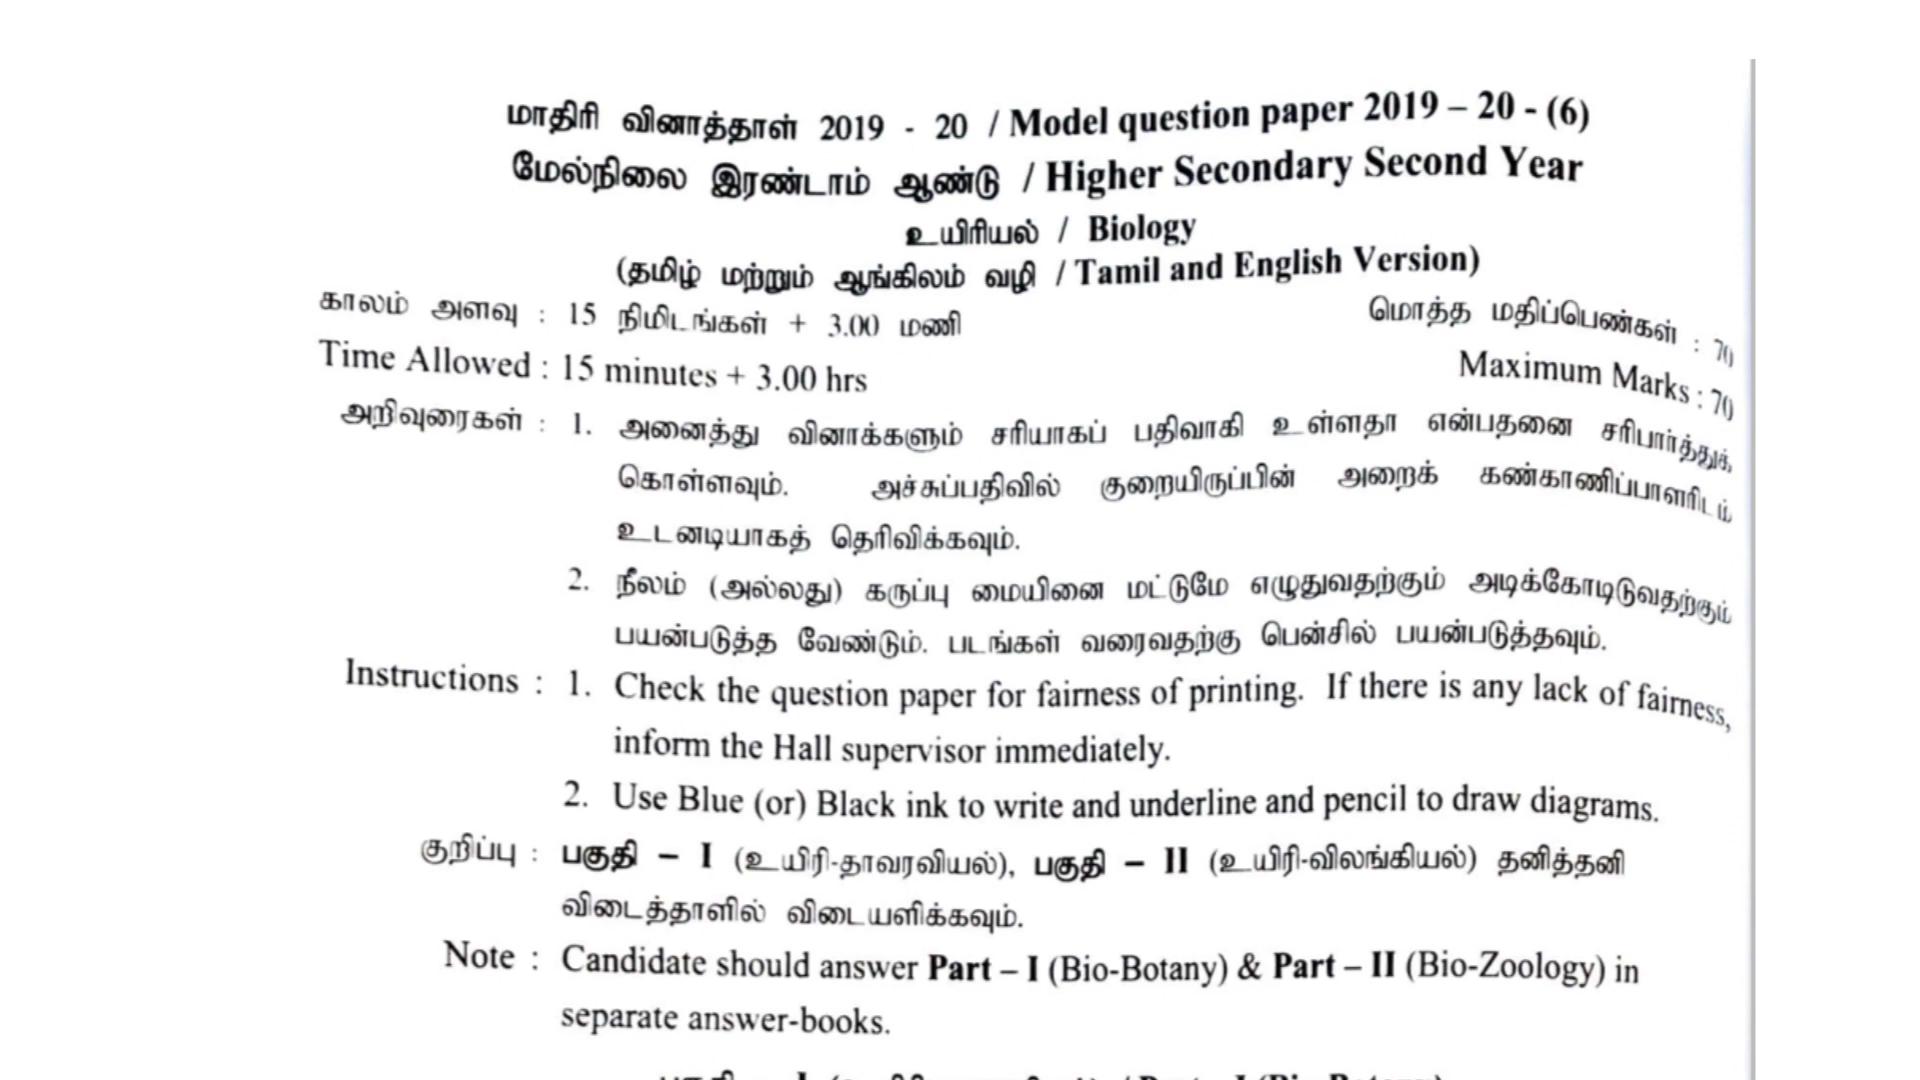 மாதிரி வினாத்தாள் 2019 - 20 / Model question paper 2019 – 20 - (6)
மேல்நிலை இரண்டாம் ஆண்டு / Higher Secondary Second Year
உயிரியல் / Biology
(தமிழ் மற்றும் ஆங்கிலம் வழி / Tamil and English Version)
காலம் அளவு : 15 நிமிடங்கள் + 3.00 மணி மொத்த மதிப்பெண்கள் : 70
Time Allowed : 15 minutes + 3.00 hrs Maximum Marks : 70
அறிவுரைகள் : 1. அனைத்து வினாக்களும் சரியாகப் பதிவாகி உள்ளதா என்பதனை சரிபார்த்துக்
கொள்ளவும். அச்சுப்பதிவில் குறையிருப்பின் அறைக் கண்காணிப்பாளரிடம்
உடனடியாகத் தெரிவிக்கவும்.
2. நீலம் (அல்லது) கருப்பு மையினை மட்டுமே எழுதுவதற்கும் அடிக்கோடிடுவதற்கும்
பயன்படுத்த வேண்டும். படங்கள் வரைவதற்கு பென்சில் பயன்படுத்தவும்.
Instructions : 1. Check the question paper for fairness of printing. If there is any lack of fairness,
inform the Hall supervisor immediately.
2. Use Blue (or) Black ink to write and underline and pencil to draw diagrams.
குறிப்பு : பகுதி – I (உயிரி-தாவரவியல்), பகுதி – II (உயிரி-விலங்கியல்) தனித்தனி
விடைத்தாளில் விடையளிக்கவும்.
Note : Candidate should answer Part – I (Bio-Botany) & Part – II (Bio-Zoology) in
separate answer-books.